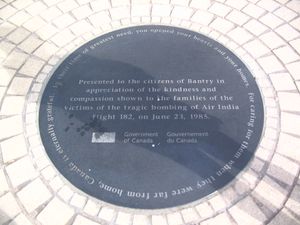 In their time of greatest need, you opened your hearts and your homes. For caring for them when they were far from home, Canada is eternally grateful.
Presented to the citizens of Bantry in
appreciation of the kindness and
compassion shown to the families of the
victims of the tragic bombing of Air India
flight 182, on June 23, 1985.
Government Gouvernement
of Canada du Canada